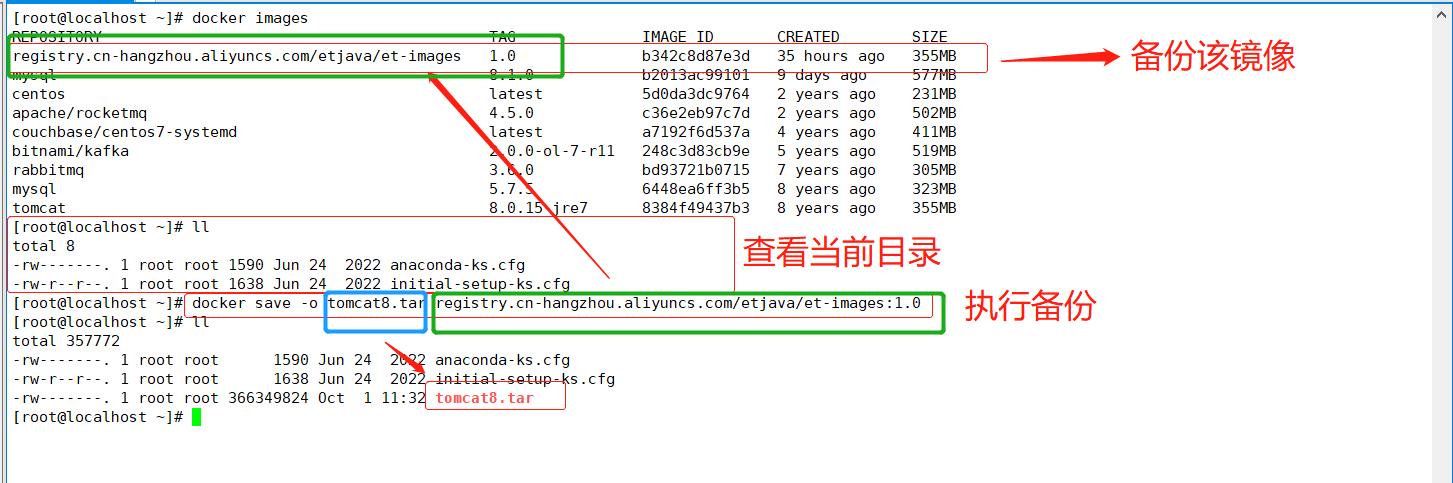 [root@localhost ~]# docker images
REPOSITORY TAG IMAGE ID CREATED SIZE
registry.cn-hangzhou.aliyuncs.com/etjava/et-images 1.0 b342c8d87e3d 35 hours ago 355MB
备份该镜像
mysql 8.1.0 b2013ac99101 9 days ago 577MB
centos latest 5d0da3dc9764 2 years ago 231MB
apache/rocketmq 4.5.0 c36e2eb97c7d 2 years ago 502MB
couchbase/centos7-systemd latest a7192f6d537a 4 years ago 411MB
bitnami/kafka 2.0.0-ol-7-r11 248c3d83cb9e 5 years ago 519MB
rabbitmq 3.6.0 bd93721b0715 7 years ago 305MB
mysql 5.7.5 6448ea6ff3b5 8 years ago 323MB
tomcat 8.0.15-jre7 8384f49437b3 8 years ago 355MB
[root@localhost ~]# ll
total 8
-rw-------. 1 root root 1590 Jun 24 2022 anaconda-ks.cfg
-rw-r--r--. 1 root root 1638 Jun 24 2022 initial-setup-ks.cfg
查看当前目录
[root@localhost ~]# docker save -o tomcat8.tar registry.cn-hangzhou.aliyuncs.com/etjava/et-images:1.0
执行备份
[root@localhost ~]# ll
total 357772
-rw-------. 1 root root 1590 Jun 24 2022 anaconda-ks.cfg
-rw-r--r--. 1 root root 1638 Jun 24 2022 initial-setup-ks.cfg
-rw-------. 1 root root 366349824 Oct 1 11:32 tomcat8.tar
[root@localhost ~]#